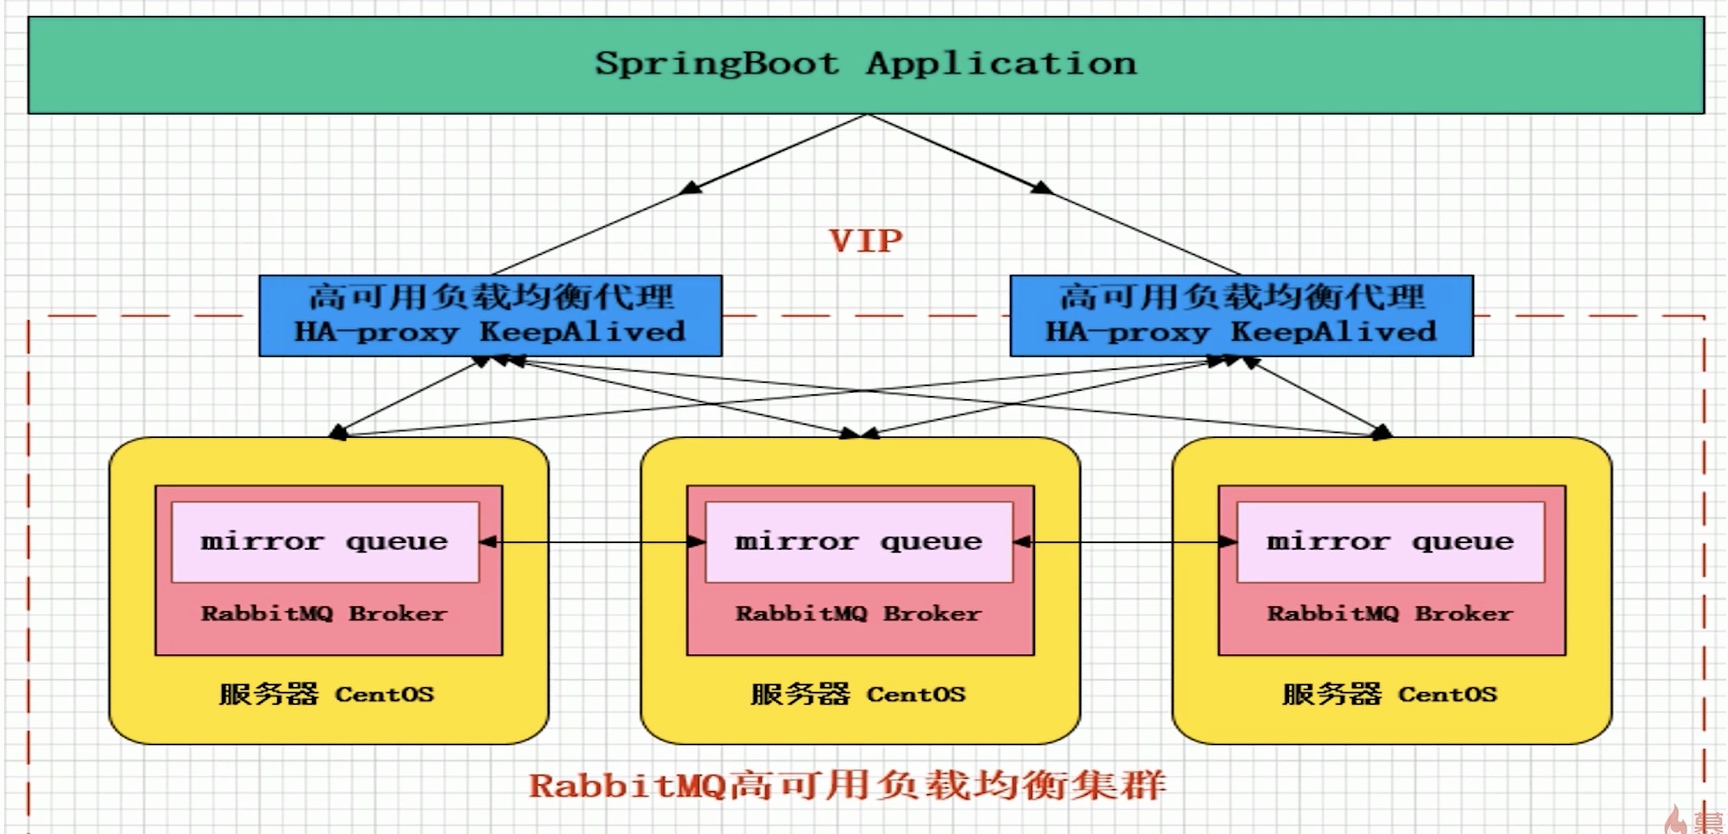 SpringBoot Application
VIP
高可用负载均衡代理
HA-proxy KeepAlived
高可用负载均衡代理
HA-proxy KeepAlived
mirror queue
RabbitMQ Broker
服务器 CentOS
mirror queue
RabbitMQ Broker
服务器 CentOS
mirror queue
RabbitMQ Broker
服务器 CentOS
RabbitMQ高可用负载均衡集群